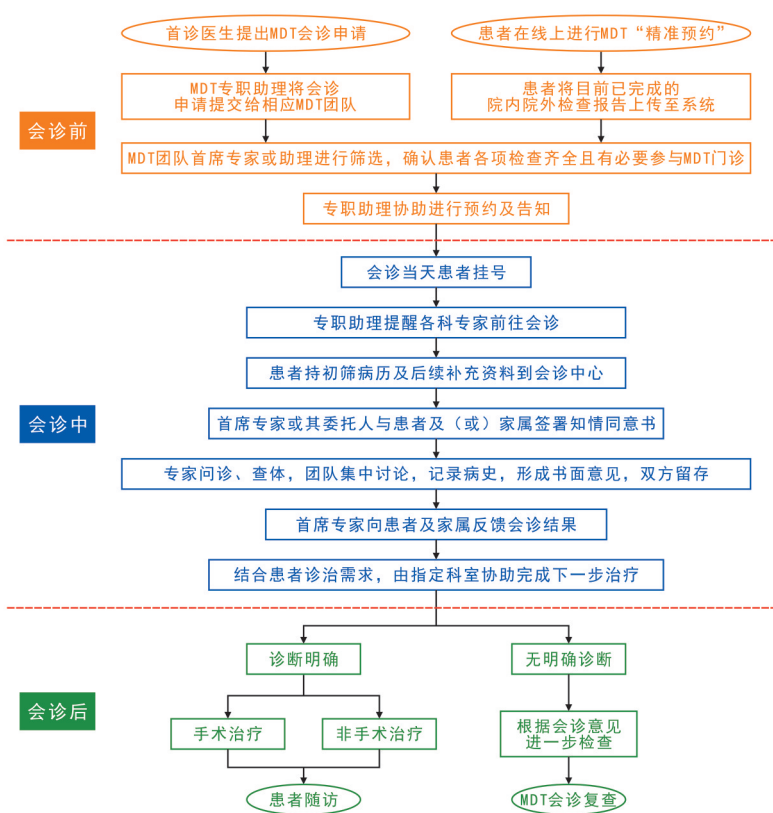 首诊医生提出MDT会诊申请
患者在线上进行MDT“精准预约”
MDT专职助理将会诊
申请提交给相应MDT团队
患者将目前已完成的
院内院外检查报告上传至系统
会诊前
MDT团队首席专家或助理进行筛选，确认患者各项检查齐全且有必要参与MDT门诊
专职助理协助进行预约及告知
会诊当天患者挂号
专职助理提醒各科专家前往会诊
患者持初筛病历及后续补充资料到会诊中心
会诊中
首席专家或其委托人与患者及（或）家属签署知情同意书
专家问诊、查体，团队集中讨论，记录病史，形成书面意见，双方留存
首席专家向患者及家属反馈会诊结果
结合患者诊治需求，由指定科室协助完成下一步治疗
诊断明确
无明确诊断
会诊后
手术治疗
非手术治疗
根据会诊意见
进一步检查
患者随访
MDT会诊复查